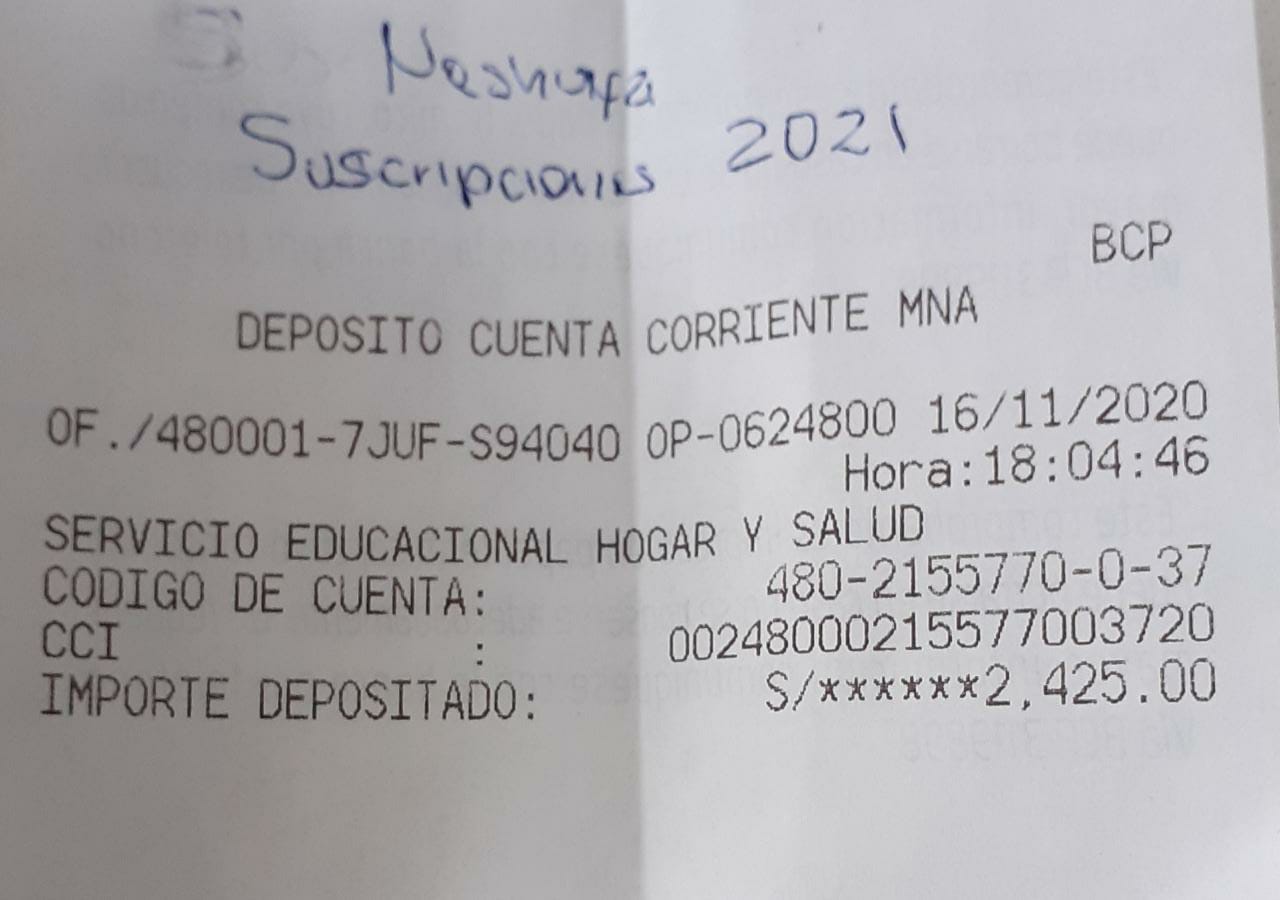 Neshuya
Suscripciones 2021
BCP
DEPOSITO CUENTA CORRIENTE MNA
OF./480001-7JUF-S94040 OP-0624800 16/11/2020
Hora:18:04:46
SERVICIO EDUCACIONAL HOGAR Y SALUD
CODIGO DE CUENTA: 480-2155770-0-37
CCI : 00248000215577003720
IMPORTE DEPOSITADO: S/******2,425.00